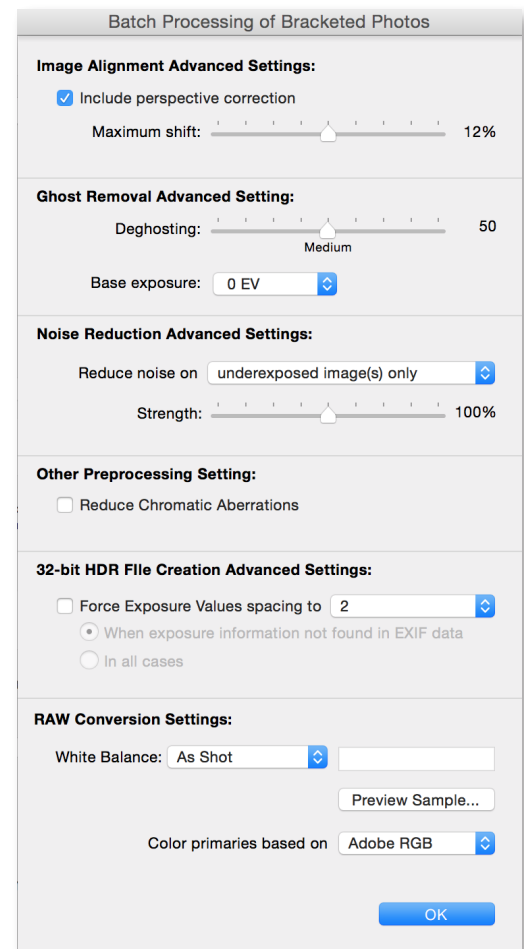 Batch Processing of Bracketed Photos
Image Alignment Advanced Settings:
Include perspective correction
Maximum shift: 12%
Ghost Removal Advanced Setting:
Deghosting: 50
Medium
Base exposure: 0 EV
Noise Reduction Advanced Settings:
Reduce noise on underexposed image(s) only
Strength: 100%
Other Preprocessing Setting:
Reduce Chromatic Aberrations
32-bit HDR FIle Creation Advanced Settings:
Force Exposure Values spacing to 2
When exposure information not found in EXIF data
In all cases
RAW Conversion Settings:
White Balance: As Shot
Preview Sample...
Color primaries based on Adobe RGB
OK